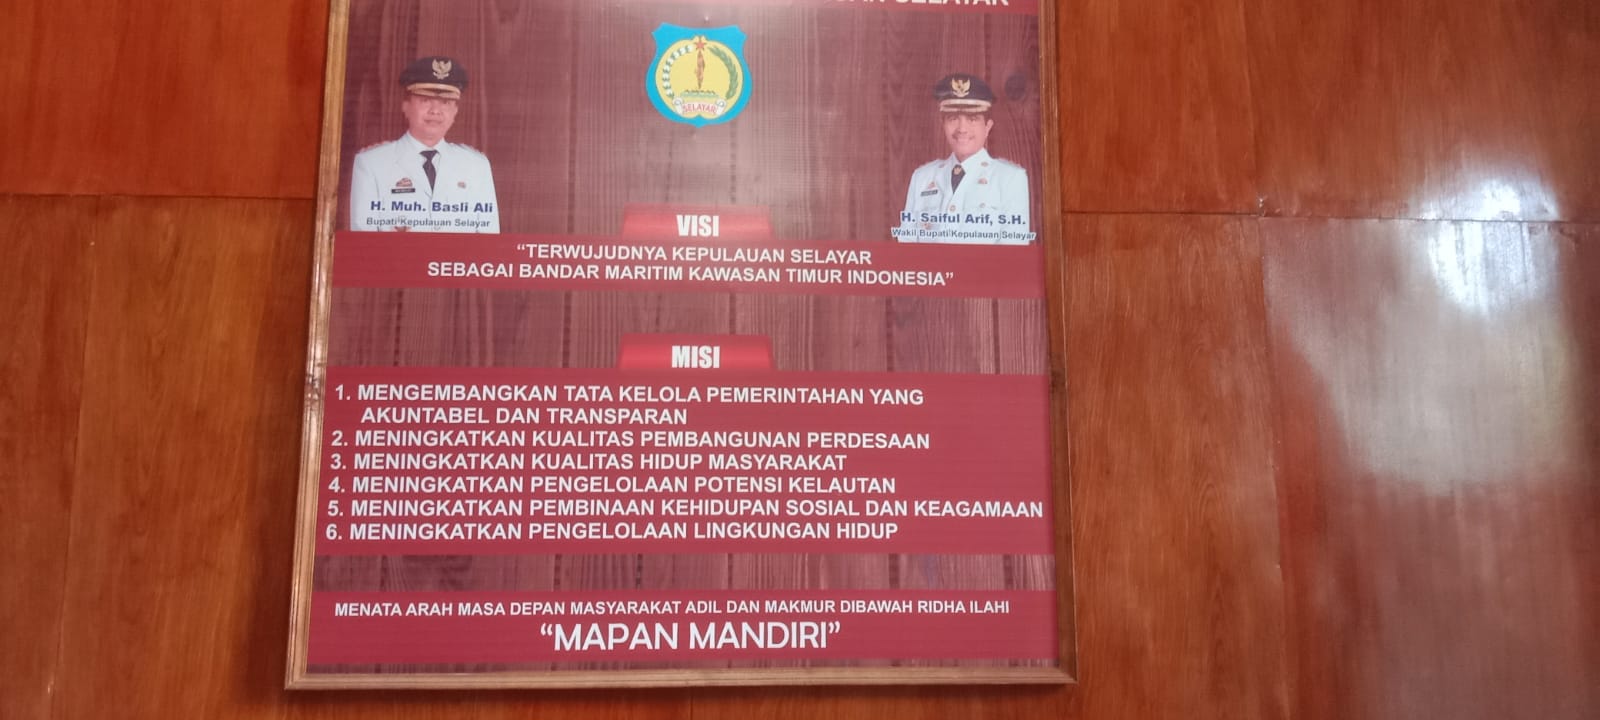 SELAYAR
SELAYAR
H. Muh. Basli Ali
Bupati Kepulauan Selayar
H. Saiful Arif, S.H.
Wakil Bupati Kepulauan Selayar
VISI
“TERWUJUDNYA KEPULAUAN SELAYAR
SEBAGAI BANDAR MARITIM KAWASAN TIMUR INDONESIA”
MISI
1. MENGEMBANGKAN TATA KELOLA PEMERINTAHAN YANG
AKUNTABEL DAN TRANSPARAN
2. MENINGKATKAN KUALITAS PEMBANGUNAN PERDESAAN
3. MENINGKATKAN KUALITAS HIDUP MASYARAKAT
4. MENINGKATKAN PENGELOLAAN POTENSI KELAUTAN
5. MENINGKATKAN PEMBINAAN KEHIDUPAN SOSIAL DAN KEAGAMAAN
6. MENINGKATKAN PENGELOLAAN LINGKUNGAN HIDUP
MENATA ARAH MASA DEPAN MASYARAKAT ADIL DAN MAKMUR DIBAWAH RIDHA ILAHI
“MAPAN MANDIRI”